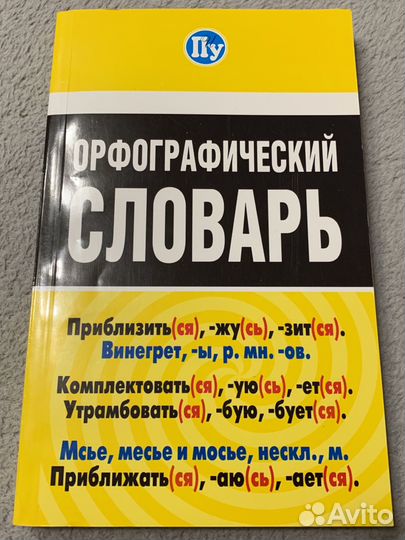 Пу
ОРФОГРАФИЧЕСКИЙ
СЛОВАРЬ
Приблизить(ся), -жу(сь), -зит(ся).
Винегрет, -ы, р. мн. -ов.
Комплектовать(ся), -ую(сь), -ет(ся).
Утрамбовать(ся), -бую, -бует(ся).
Мсье, месье и мосье, нескл., м.
Приближать(ся), -аю(сь), -ает(ся).
Avito